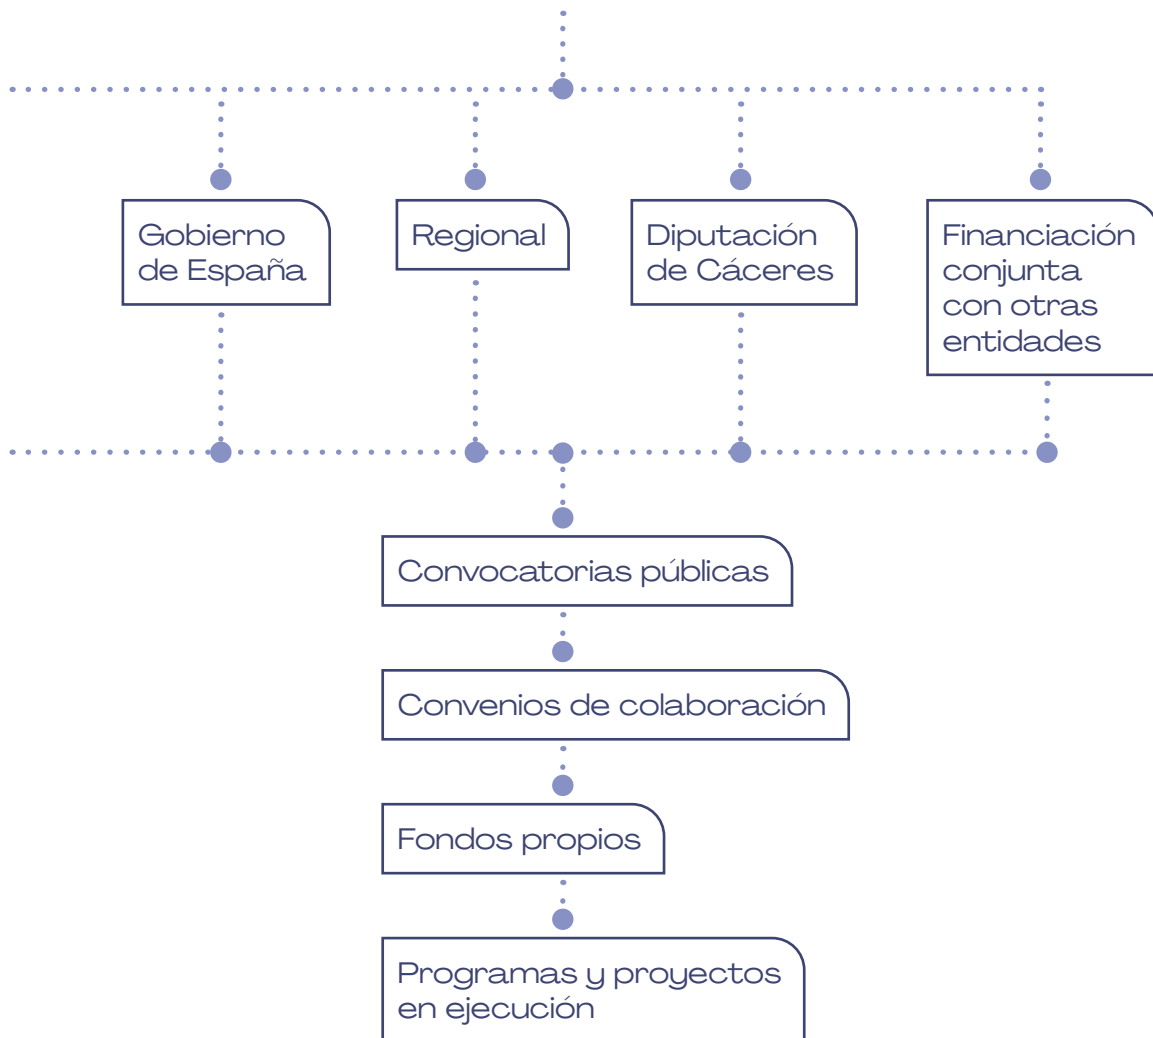 Gobierno
de España
Regional
Diputación
de Cáceres
Financiación
conjunta
con otras
entidades
Convocatorias públicas
Convenios de colaboración
Fondos propios
Programas y proyectos
en ejecución